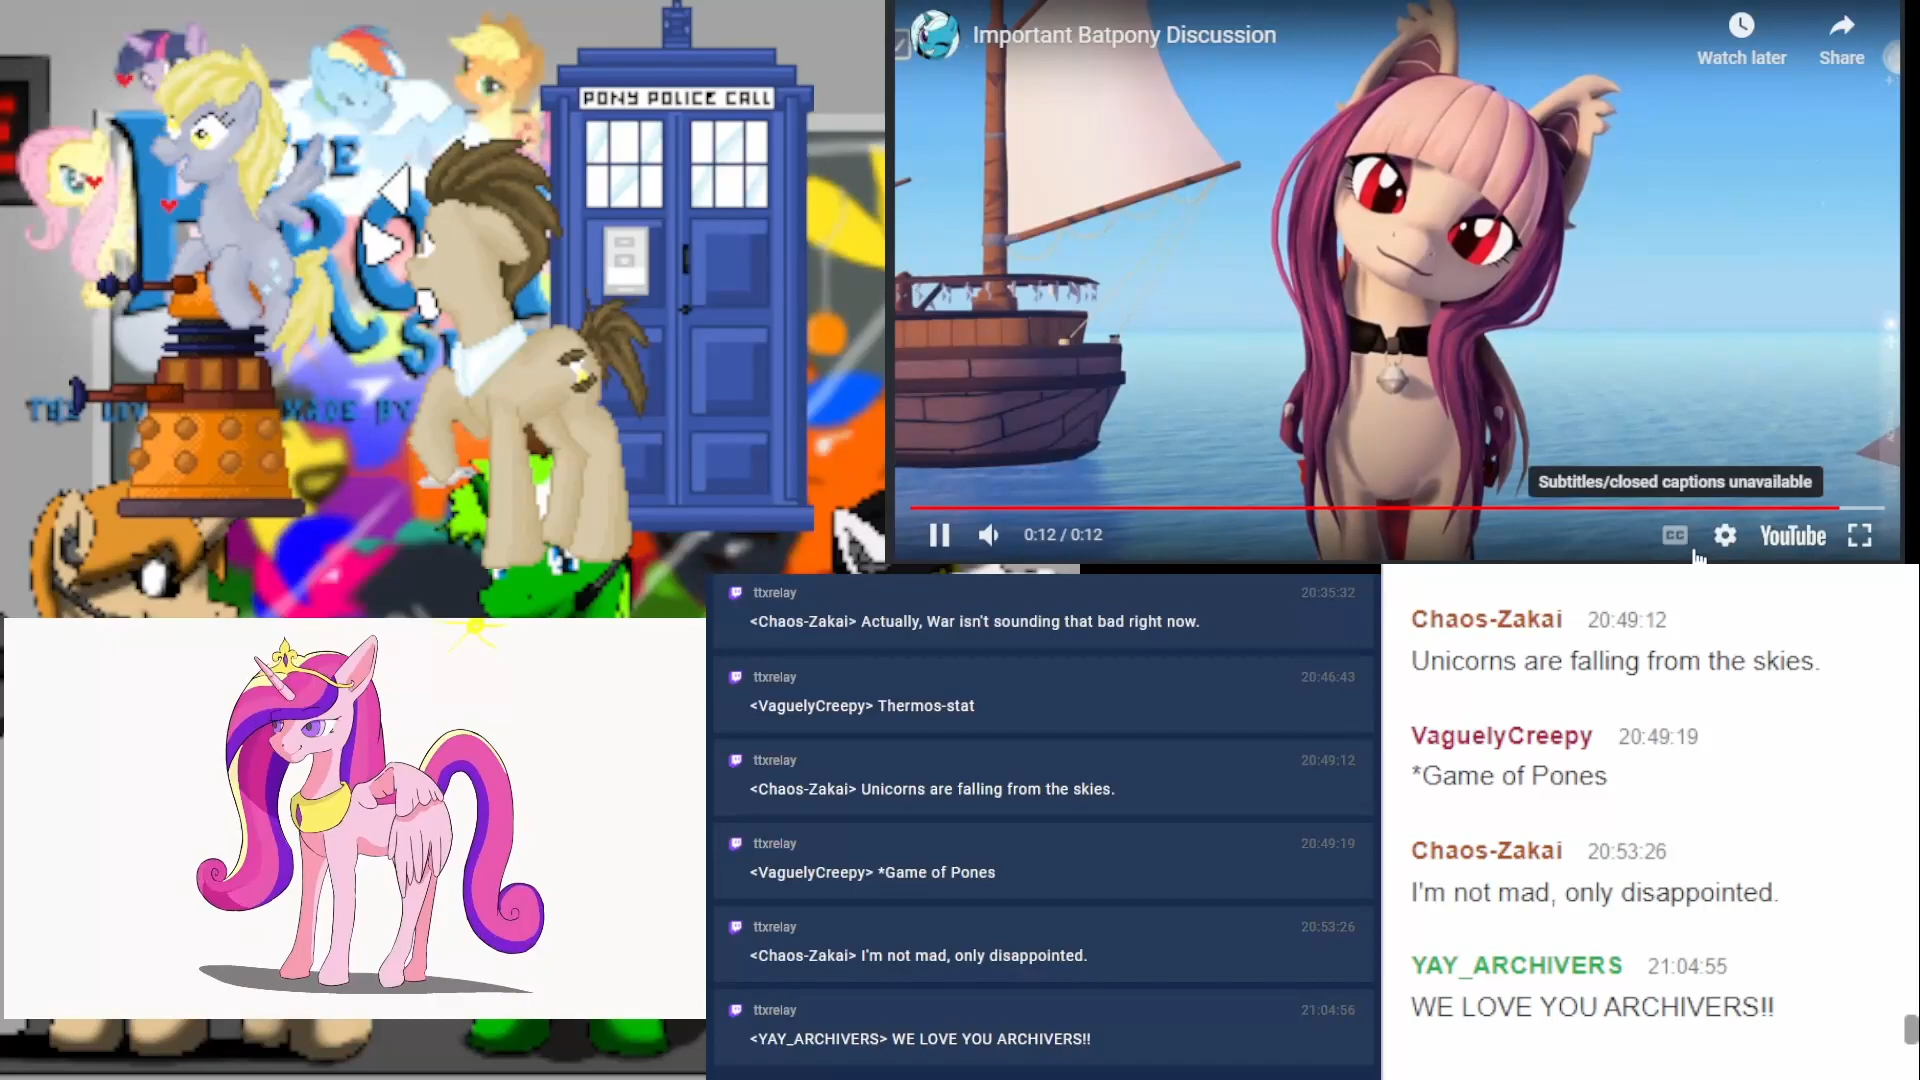 PONY POLICE CALL
THE LIV MADE BY
Important Batpony Discussion
Watch later
Share
Subtitles/closed captions unavailable
0:12 / 0:12
CC
YouTube
ttxrelay
20:35:32
<Chaos-Zakai> Actually, War isn't sounding that bad right now.
ttxrelay
20:46:43
<VaguelyCreepy> Thermos-stat
ttxrelay
20:49:12
<Chaos-Zakai> Unicorns are falling from the skies.
ttxrelay
20:49:19
<VaguelyCreepy> *Game of Pones
ttxrelay
20:53:26
<Chaos-Zakai> I'm not mad, only disappointed.
ttxrelay
21:04:56
<YAY_ARCHIVERS> WE LOVE YOU ARCHIVERS!!
Chaos-Zakai 20:49:12
Unicorns are falling from the skies.
VaguelyCreepy 20:49:19
*Game of Pones
Chaos-Zakai 20:53:26
I'm not mad, only disappointed.
YAY_ARCHIVERS 21:04:55
WE LOVE YOU ARCHIVERS!!